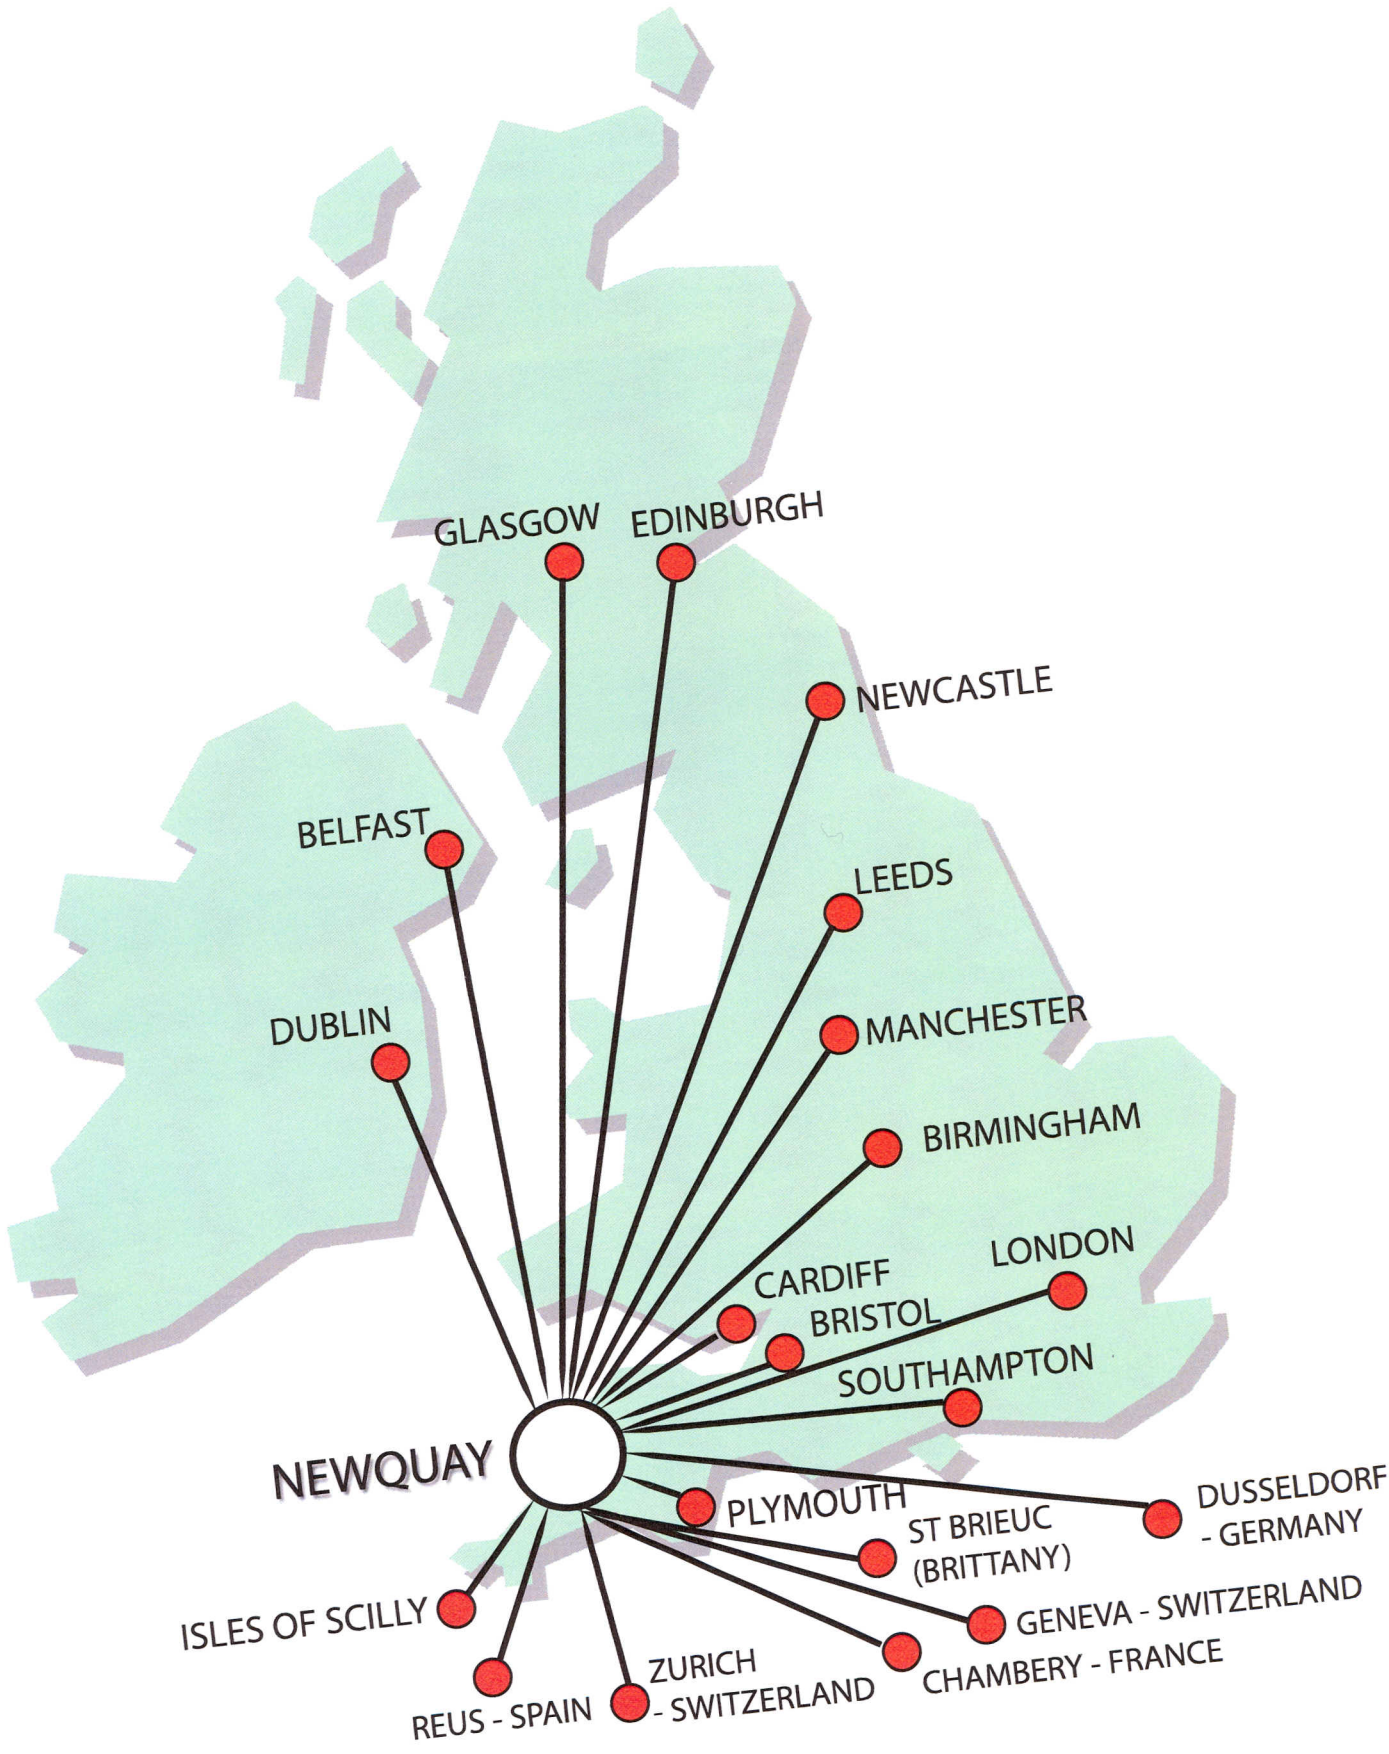 GLASGOW
EDINBURGH
NEWCASTLE
BELFAST
LEEDS
DUBLIN
MANCHESTER
BIRMINGHAM
LONDON
CARDIFF
BRISTOL
SOUTHAMPTON
NEWQUAY
PLYMOUTH
DUSSELDORF
- GERMANY
ST BRIEUC
(BRITTANY)
GENEVA - SWITZERLAND
ISLES OF SCILLY
CHAMBERY - FRANCE
ZURICH
- SWITZERLAND
REUS - SPAIN